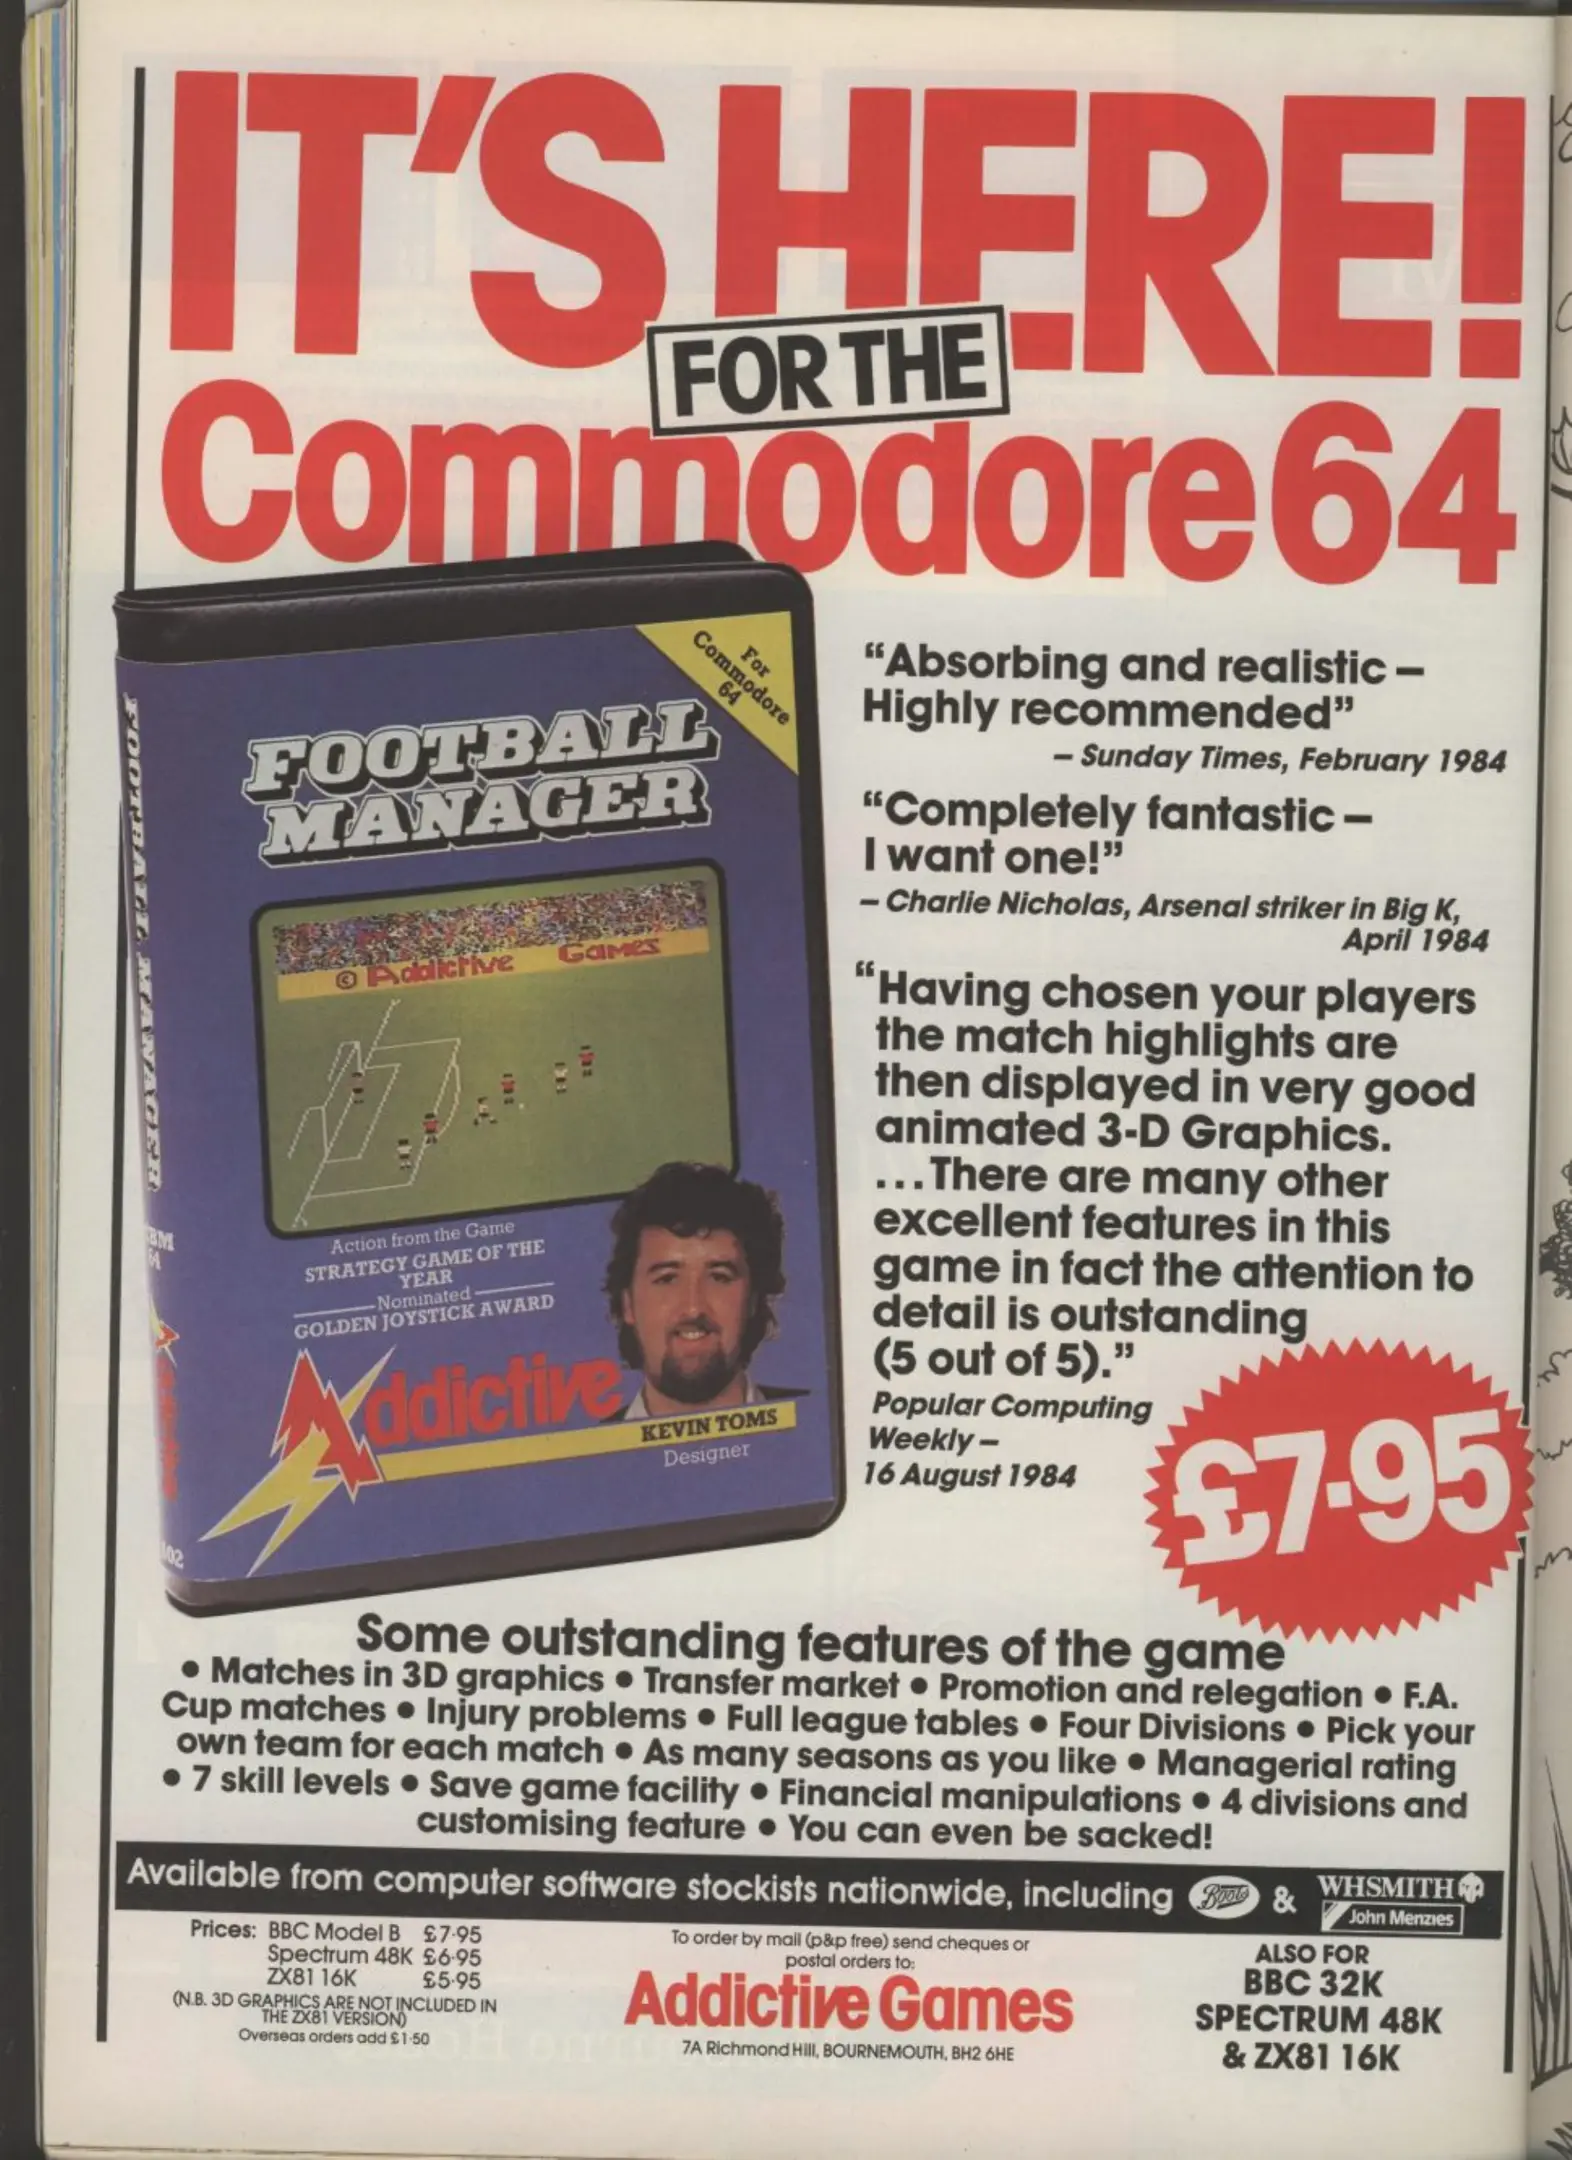 IT'S HERE!
FOR THE
Commodore 64
For
Commodore
64
FOOTBALL
MANAGER
FOOTBALL MANAGER
© Addictive Games
Action from the Game
STRATEGY GAME OF THE
YEAR
Nominated
GOLDEN JOYSTICK AWARD
Addictive
KEVIN TOMS
Designer
CBM
64
"Absorbing and realistic –
Highly recommended"
– Sunday Times, February 1984
"Completely fantastic –
I want one!"
– Charlie Nicholas, Arsenal striker in Big K,
April 1984
"Having chosen your players
the match highlights are
then displayed in very good
animated 3-D Graphics.
...There are many other
excellent features in this
game in fact the attention to
detail is outstanding
(5 out of 5)."
Popular Computing
Weekly –
16 August 1984
£7·95
Some outstanding features of the game
• Matches in 3D graphics • Transfer market • Promotion and relegation • F.A.
Cup matches • Injury problems • Full league tables • Four Divisions • Pick your
own team for each match • As many seasons as you like • Managerial rating
• 7 skill levels • Save game facility • Financial manipulations • 4 divisions and
customising feature • You can even be sacked!
Available from computer software stockists nationwide, including Boots & WHSMITH
John Menzies
Prices: BBC Model B £7·95
Spectrum 48K £6·95
ZX81 16K £5·95
(N.B. 3D GRAPHICS ARE NOT INCLUDED IN
THE ZX81 VERSION)
Overseas orders add £1·50
To order by mail (p&p free) send cheques or
postal orders to:
Addictive Games
7A Richmond Hill, BOURNEMOUTH, BH2 6HE
ALSO FOR
BBC 32K
SPECTRUM 48K
& ZX81 16K